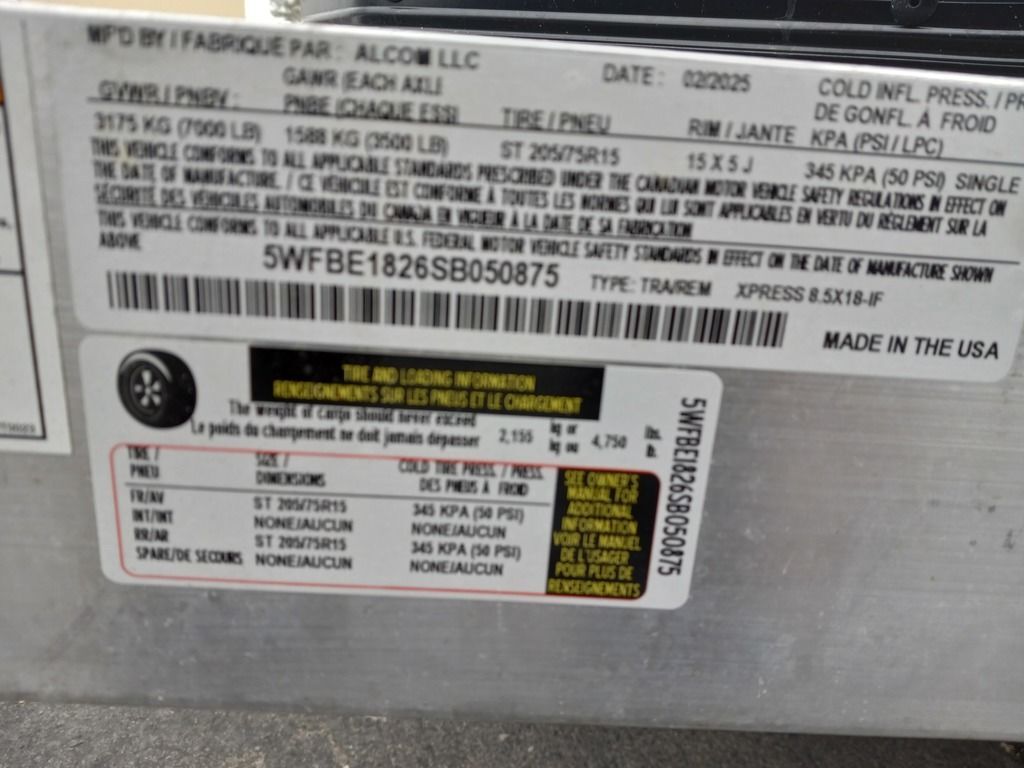 MF'D BY / FABRIQUE PAR : ALCOM LLC
DATE : 02/2025
GVWR / PNBV :
GAWR (EACH AXLE
PNBE (CHAQUE ESSI
TIRE / PNEU
RIM / JANTE
COLD INFL. PRESS. / PR
DE GONFL. À FROID
KPA (PSI / LPC)
3175 KG (7000 LB) 1588 KG (3500 LB) ST 205/75R15 15 X 5 J 345 KPA (50 PSI) SINGLE
THIS VEHICLE CONFORMS TO ALL APPLICABLE STANDARDS PRESCRIBED UNDER THE CANADIAN MOTOR VEHICLE SAFETY REGULATIONS IN EFFECT ON
THE DATE OF MANUFACTURE. / CE VÉHICULE EST CONFORME À TOUTES LES NORMES QUI LUI SONT APPLICABLES EN VERTU DU RÈGLEMENT SUR LA
SÉCURITÉ DES VÉHICULES AUTOMOBILES DU CANADA EN VIGUEUR À LA DATE DE SA FABRICATION
THIS VEHICLE CONFORMS TO ALL APPLICABLE U.S. FEDERAL MOTOR VEHICLE SAFETY STANDARDS IN EFFECT ON THE DATE OF MANUFACTURE SHOWN
ABOVE
5WFBE1826SB050875 TYPE: TRA/REM XPRESS 8.5X18-IF
MADE IN THE USA
TIRE AND LOADING INFORMATION
RENSEIGNEMENTS SUR LES PNEUS ET LE CHARGEMENT
The weight of cargo should never exceed
Le poids du chargement ne doit jamais dépasser
2,155 kg or
kg ou
4,750 lbs.
lb.
TIRE /
PNEU
SIZE /
DIMENSIONS
COLD TIRE PRESS. / PRESS.
DES PNEUS À FROID
FR/AV ST 205/75R15 345 KPA (50 PSI)
INT/INT NONE/AUCUN NONE/AUCUN
RR/AR ST 205/75R15 345 KPA (50 PSI)
SPARE/DE SECOURS NONE/AUCUN NONE/AUCUN
SEE OWNER'S
MANUAL FOR
ADDITIONAL
INFORMATION
VOIR LE MANUEL
DE L'USAGER
POUR PLUS DE
RENSEIGNEMENTS
5WFBE1826SB050875